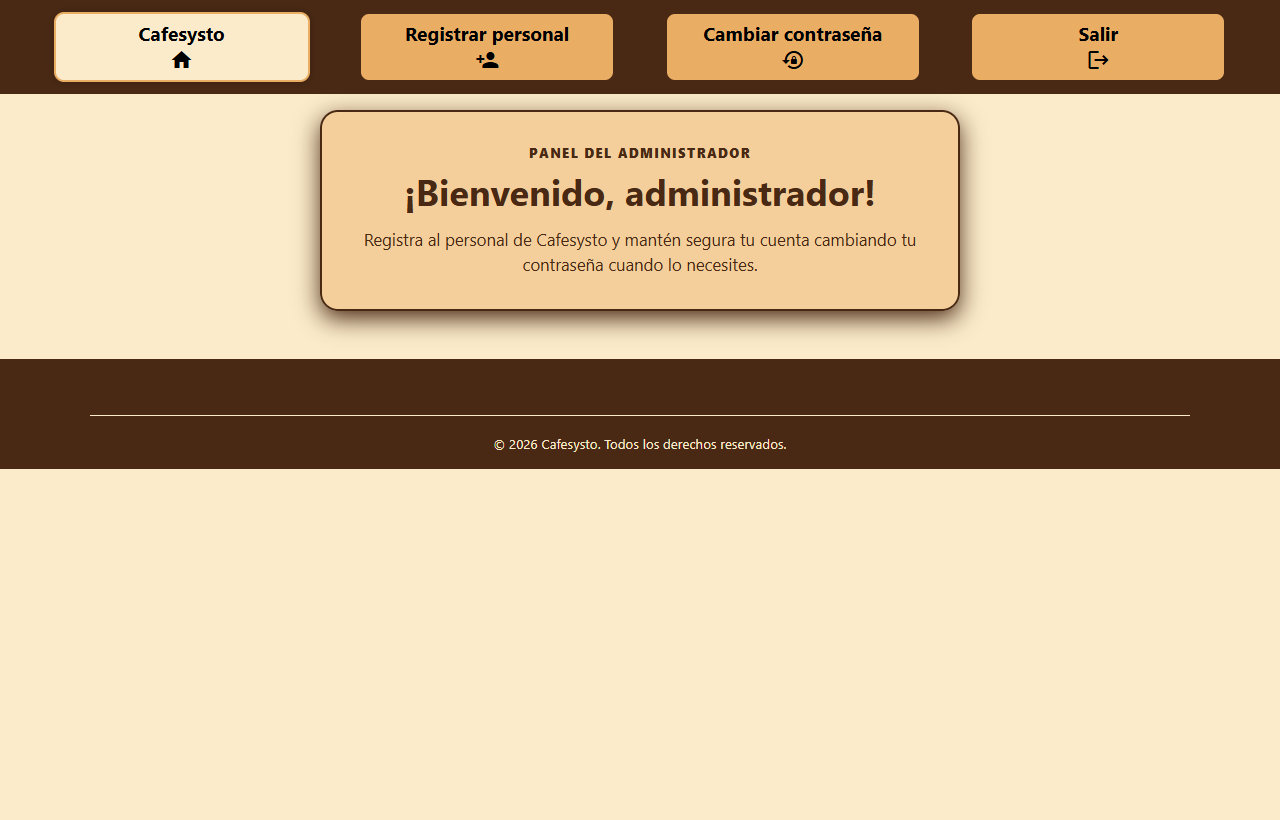 Cafesysto
Registrar personal
Cambiar contraseña
Salir
PANEL DEL ADMINISTRADOR
¡Bienvenido, administrador!
Registra al personal de Cafesysto y mantén segura tu cuenta cambiando tu
contraseña cuando lo necesites.
© 2026 Cafesysto. Todos los derechos reservados.